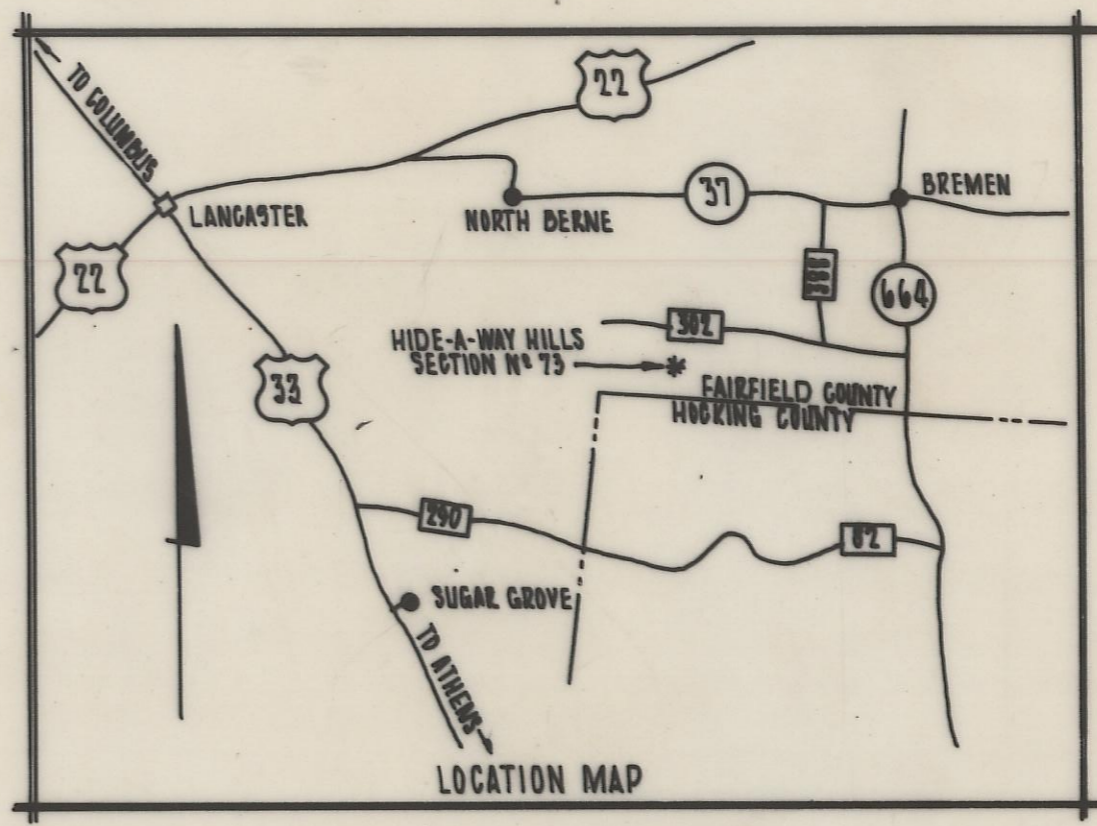 TO COLUMBUS
22
LANCASTER
NORTH BERNE
37
BREMEN
22
664
302
HIDE-A-WAY HILLS
SECTION Nº 73
33
FAIRFIELD COUNTY
HOCKING COUNTY
290
82
SUGAR GROVE
TO ATHENS
LOCATION MAP